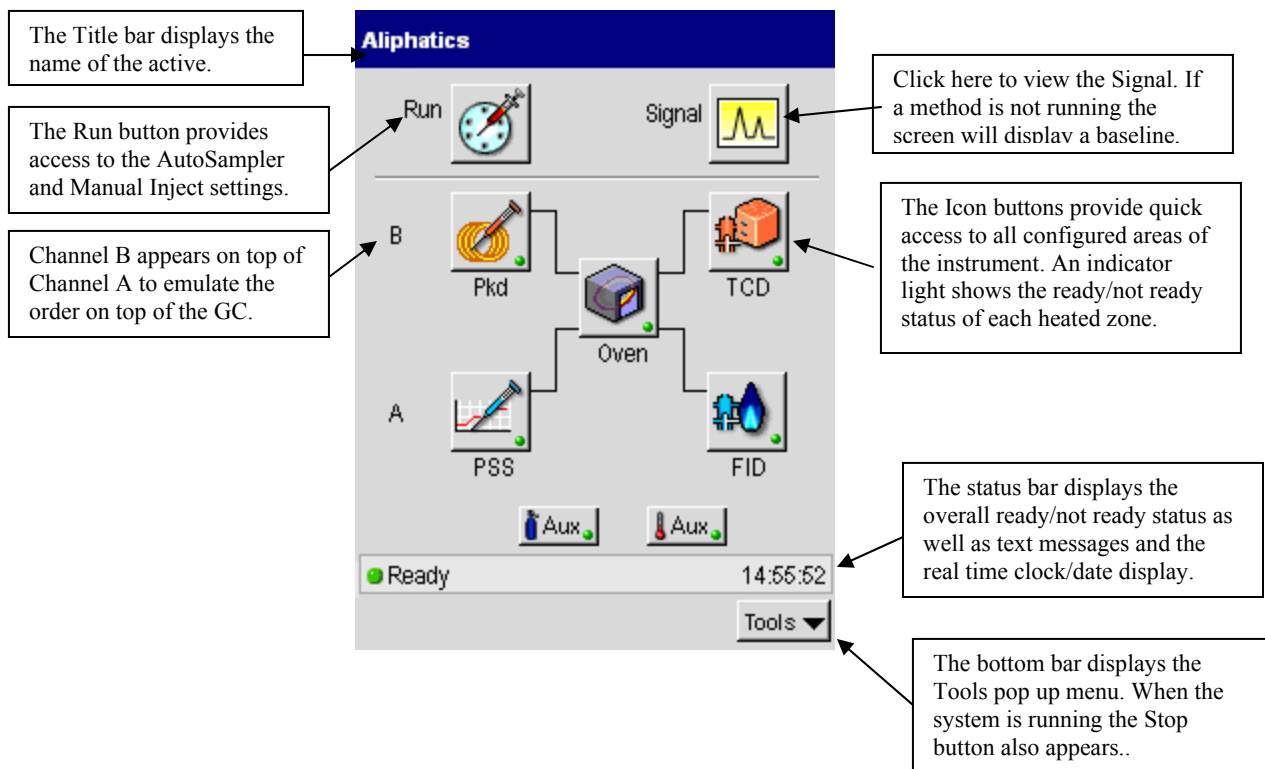 The Title bar displays the
name of the active.
The Run button provides
access to the AutoSampler
and Manual Inject settings.
Channel B appears on top of
Channel A to emulate the
order on top of the GC.
Aliphatics
Run
Signal
B
Pkd
TCD
Oven
A
PSS
FID
Aux
Aux
Ready
14:55:52
Tools
Click here to view the Signal. If
a method is not running the
screen will display a baseline.
The Icon buttons provide quick
access to all configured areas of
the instrument. An indicator
light shows the ready/not ready
status of each heated zone.
The status bar displays the
overall ready/not ready status as
well as text messages and the
real time clock/date display.
The bottom bar displays the
Tools pop up menu. When the
system is running the Stop
button also appears..